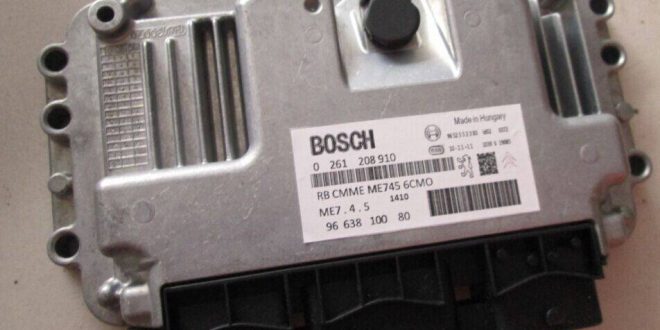 BOSCH
0 261 208 910
RB CMME ME745 6CMO
ME7.4.5 1410
96 638 100 80
Made in Hungary